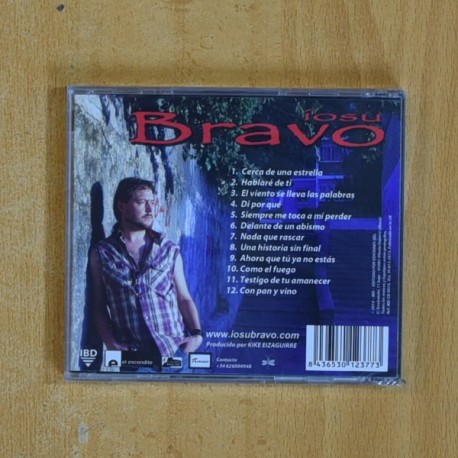 iosu
Bravo
1. Cerca de una estrella
2. Hablaré de ti
3. El viento se lleva las palabras
4. Di por qué
5. Siempre me toca a mí perder
6. Delante de un abismo
7. Nada que rascar
8. Una historia sin final
9. Ahora que tú ya no estás
10. Como el fuego
11. Testigo de tu amanecer
12. Con pan y vino
www.iosubravo.com
Producido por KIKE EIZAGUIRRE
IBD
el escondite
Contacto
8 436530 123773